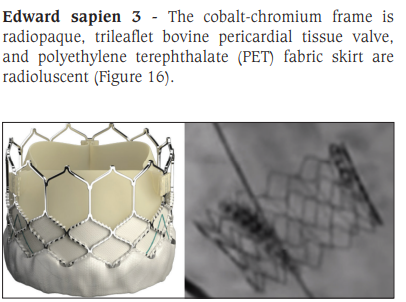 Edward sapien 3 - The cobalt-chromium frame is
radiopaque, trileaflet bovine pericardial tissue valve,
and polyethylene terephthalate (PET) fabric skirt are
radioluscent (Figure 16).